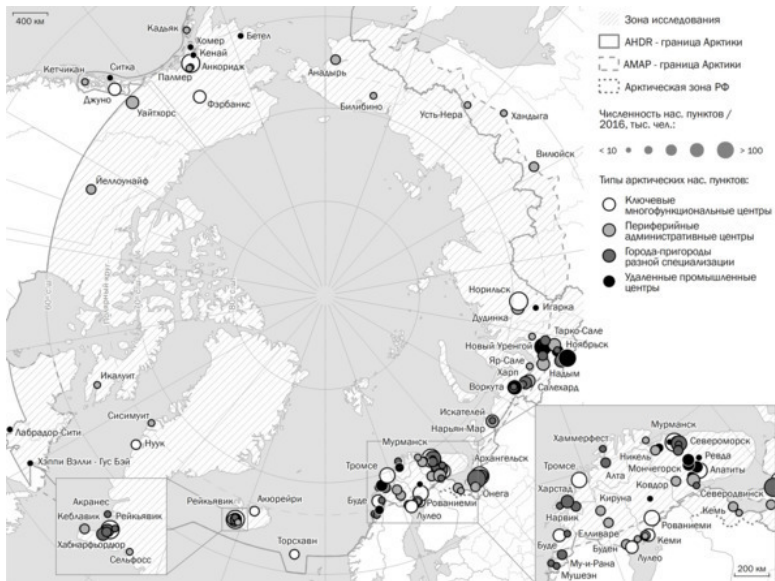 400 км
Кадьяк
Хомер
Бетел
Кенай
Ситка
Кетчикан
Палмер
Анкоридж
Анадырь
Джуно
Фэрбанкс
Билибино
Уайтхорс
Усть-Нера
Хандыга
Вилюйск
Йеллоунайф
Полярный круг
Норильск
Игарка
Дудинка
Тарко-Сале
Новый Уренгой
Ноябрьск
Яр-Сале
Надым
Харп
Воркута
Салехард
Искателей
Нарьян-Мар
Икалуит
Сисимуит
Нуук
Лабрадор-Сити
Хэппи Вэлли - Гус Бэй
Мурманск
Тромсе
Архангельск
Буде
Онега
Рованиеми
Лулео
Рейкьявик
Акюрейри
Торсхавн
Акранес
Рейкьявик
Кеблавик
Хабнарфьордюр
Сельфосс
Мурманск
Хаммерфест
Североморск
Никель
Ревда
Тромсе
Мончегорск
Апатиты
Алта
Ковдор
Харстад
Кируна
Северодвинск
Нарвик
Рованиеми
Кемь
Елливаре
Буде
Буден
Кеми
Лулео
Му-и-Рана
Мушеэн
200 км
Зона исследования
AHDR - граница Арктики
AMAP - граница Арктики
Арктическая зона РФ
Численность нас. пунктов /
2016, тыс. чел.:
< 10
> 100
Типы арктических нас. пунктов:
Ключевые
многофункциональные центры
Периферийные
административные центры
Города-пригороды
разной специализации
Удаленные промышленные
центры